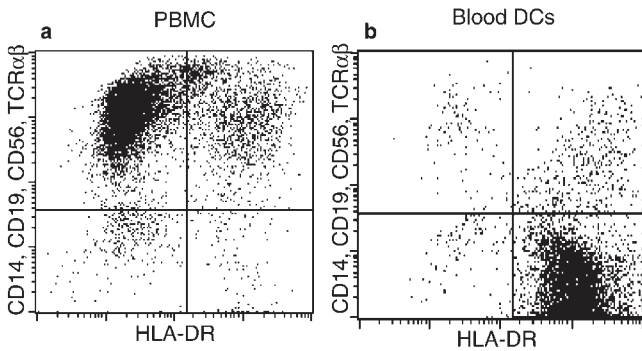 a PBMC
CD14, CD19, CD56, TCRαβ
HLA-DR
b Blood DCs
CD14, CD19, CD56, TCRαβ
HLA-DR